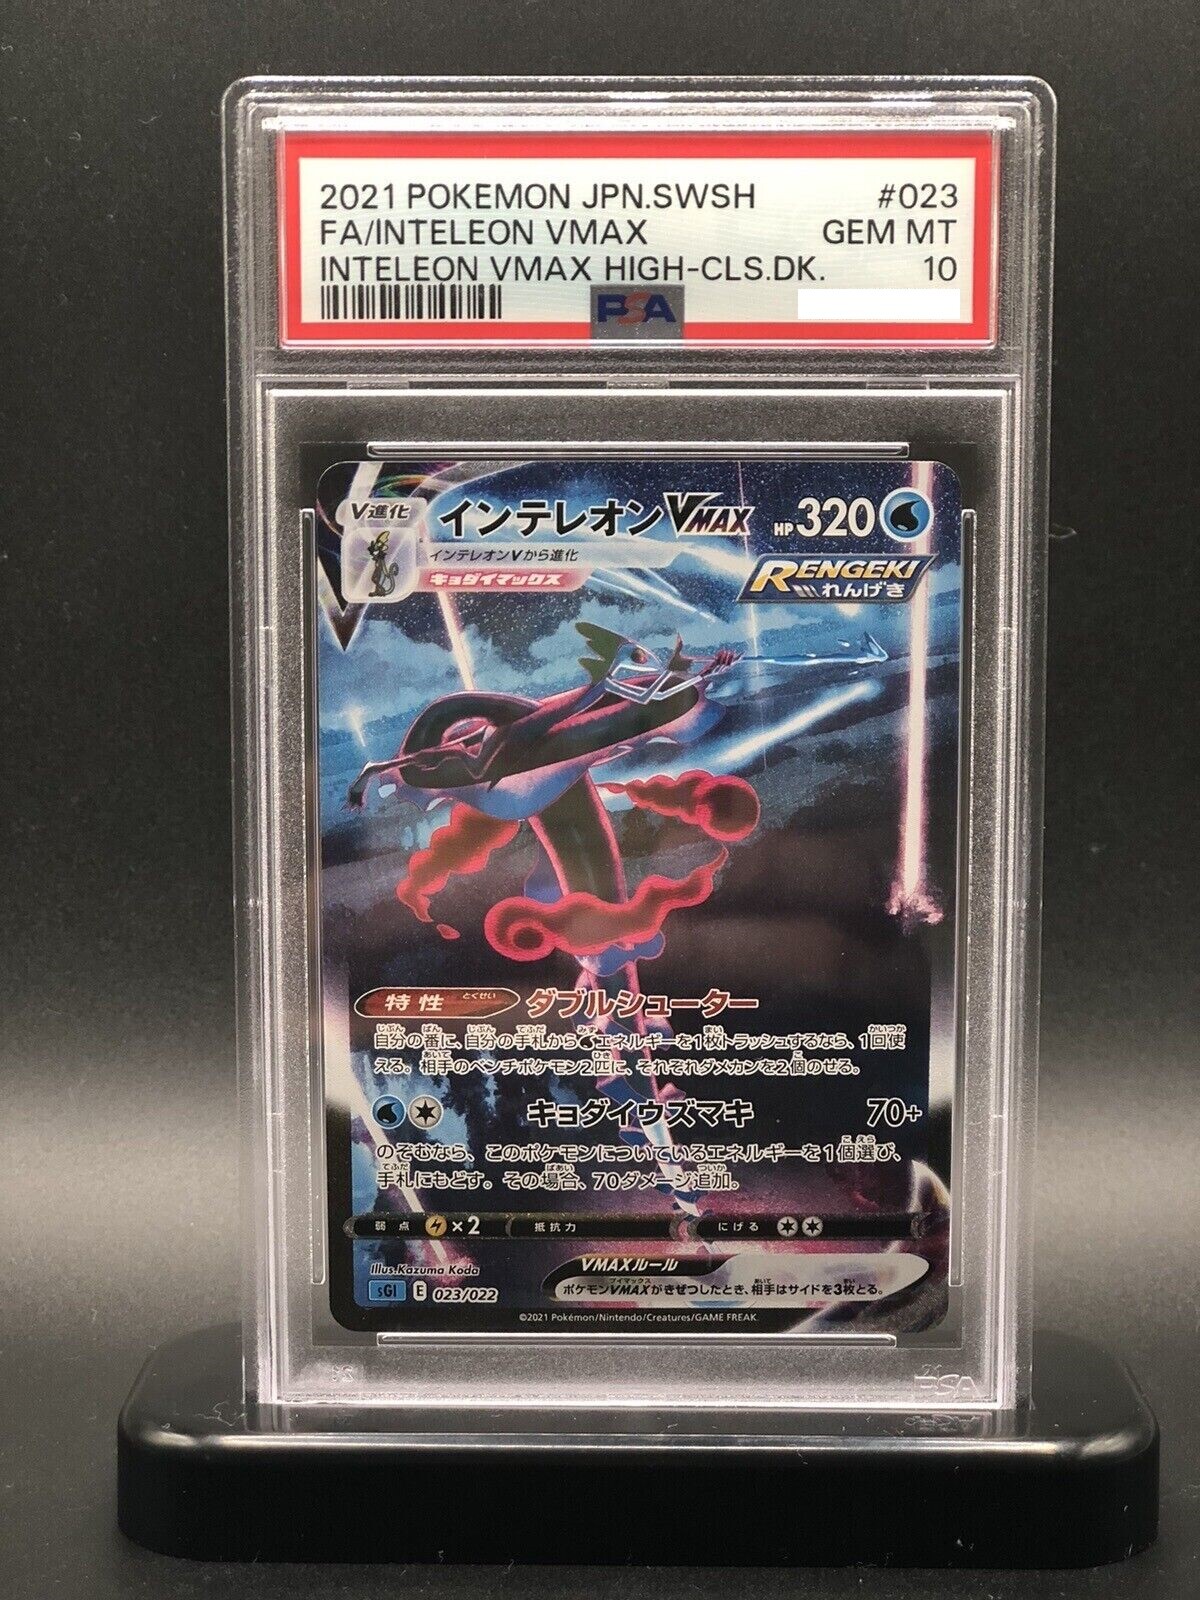 2021 POKEMON JPN.SWSH #023
FA/INTELEON VMAX GEM MT
INTELEON VMAX HIGH-CLS.DK. 10
PSA
V進化 インテレオンVMAX HP320
インテレオンVから進化
キョダイマックス
RENGEKI
れんげき
特性 とくせい ダブルシューター
自分の番に、自分の手札からエネルギーを1枚トラッシュするなら、1回使
える。相手のベンチポケモン2匹に、それぞれダメカンを2個のせる。
キョダイウズマキ 70+
のぞむなら、このポケモンについているエネルギーを1個選び、
手札にもどす。その場合、70ダメージ追加。
弱点 ×2 抵抗力 にげる
Illus.Kazuma Koda
VMAXルール
sGI E 023/022
ポケモンVMAXがきぜつしたとき、相手はサイドを3枚とる。
©2021 Pokémon/Nintendo/Creatures/GAME FREAK.
PSA